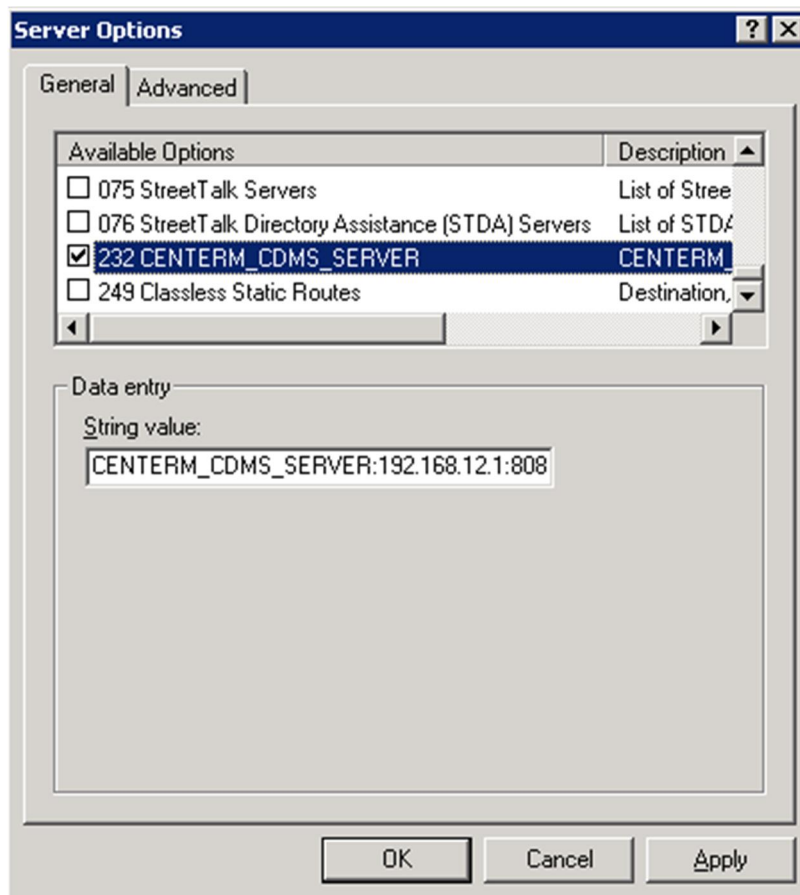 Server Options
General
Advanced
Available Options
Description
075 StreetTalk Servers
List of Stree
076 StreetTalk Directory Assistance (STDA) Servers
List of STDA
232 CENTERM_CDMS_SERVER
CENTERM_
249 Classless Static Routes
Destination,
Data entry
String value:
CENTERM_CDMS_SERVER:192.168.12.1:808
OK
Cancel
Apply